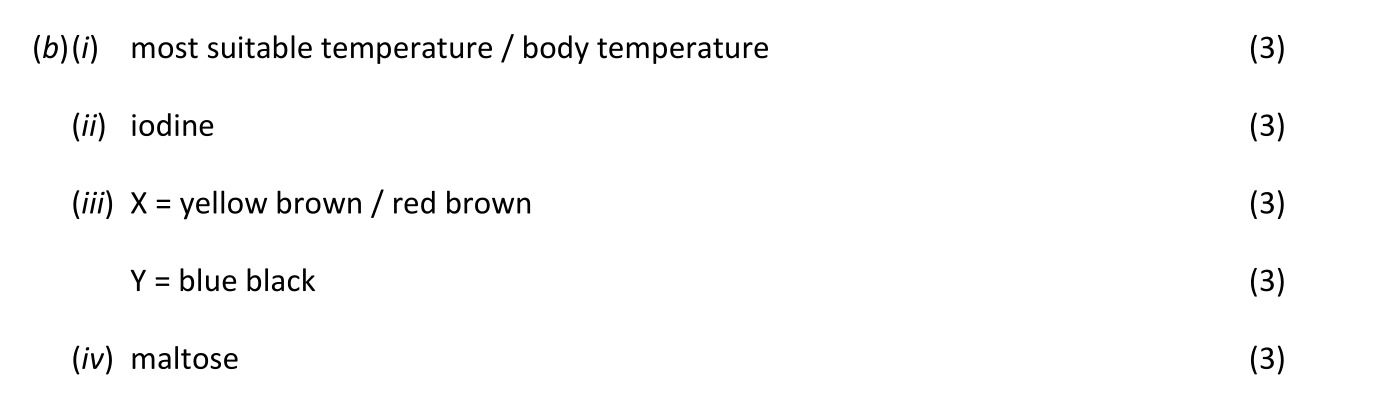 (b)(i) most suitable temperature / body temperature (3)
(ii) iodine (3)
(iii) X = yellow brown / red brown (3)
Y = blue black (3)
(iv) maltose (3)